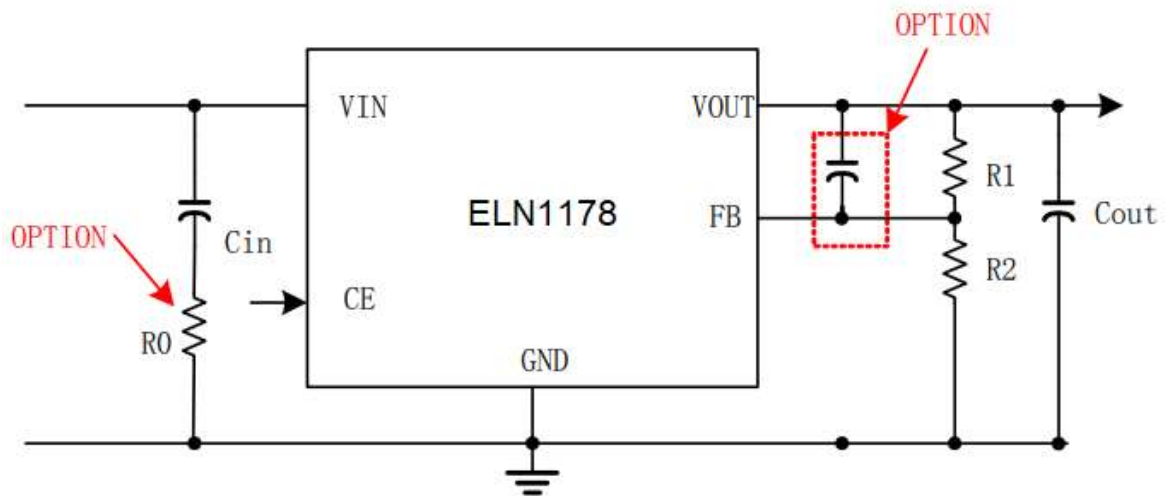 OPTION
VIN
VOUT
R1
ELN1178
FB
Cout
OPTION
Cin
R2
CE
R0
GND